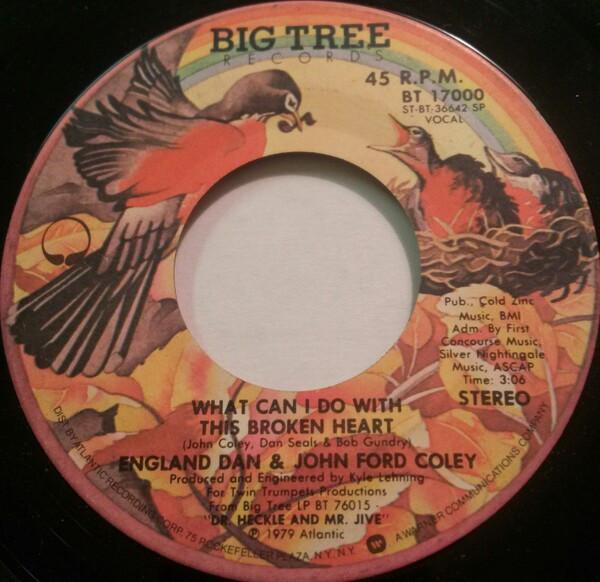 BIG TREE
RECORDS
45 R.P.M.
BT 17000
ST-BT-36642 SP
VOCAL
Pub., Cold Zinc
Music, BMI
Adm. By First
Concourse Music,
Silver Nightingale
Music, ASCAP
Time: 3:06
STEREO
WHAT CAN I DO WITH
THIS BROKEN HEART
(John Coley, Dan Seals & Bob Gundry)
ENGLAND DAN & JOHN FORD COLEY
Produced and Engineered by Kyle Lehning
For Twin Trumpets Productions
From Big Tree LP BT 76015
"DR. HECKLE AND MR. JIVE"
℗ 1979 Atlantic
DIST. BY ATLANTIC RECORDING CORP. 75 ROCKEFELLER PLAZA, N.Y. N.Y.
A WARNER COMMUNICATIONS COMPANY